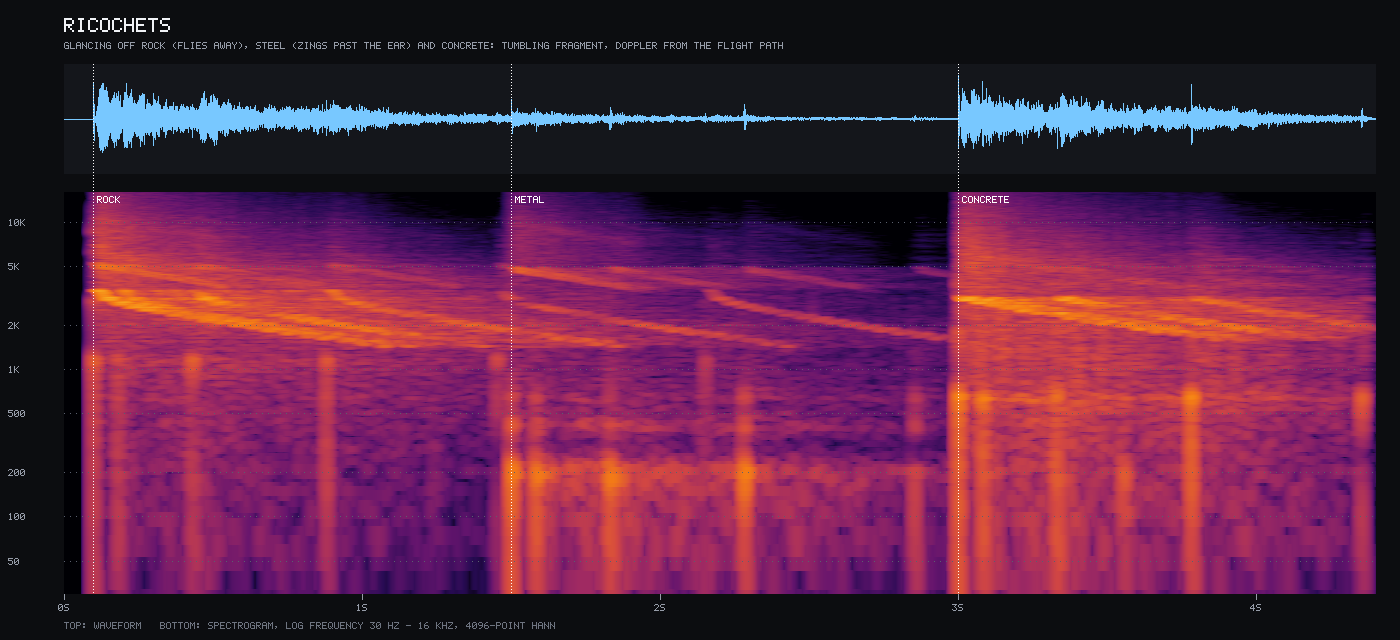 RICOCHETS
GLANCING OFF ROCK (FLIES AWAY), STEEL (ZINGS PAST THE EAR) AND CONCRETE: TUMBLING FRAGMENT, DOPPLER FROM THE FLIGHT PATH
ROCK METAL CONCRETE
10K
5K
2K
1K
500
200
100
50
0S 1S 2S 3S 4S
TOP: WAVEFORM BOTTOM: SPECTROGRAM, LOG FREQUENCY 30 HZ - 16 KHZ, 4096-POINT HANN